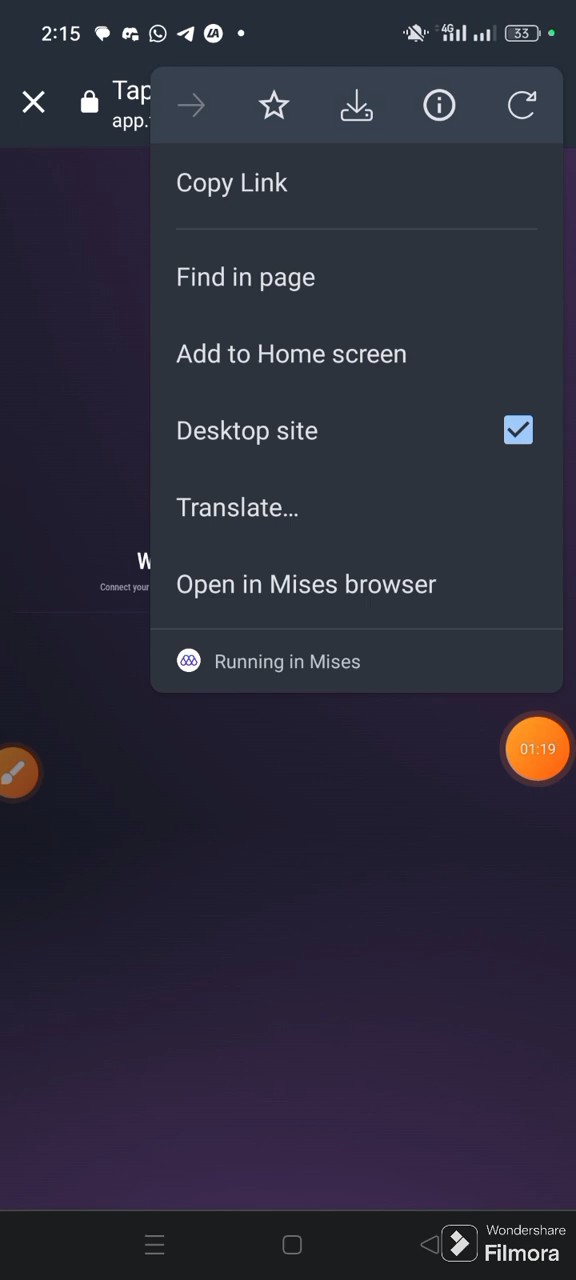 2:15
4G
33
Tap
app.
Copy Link
Find in page
Add to Home screen
Desktop site
Translate...
W
Connect your
Open in Mises browser
Running in Mises
01:19
Wondershare
Filmora